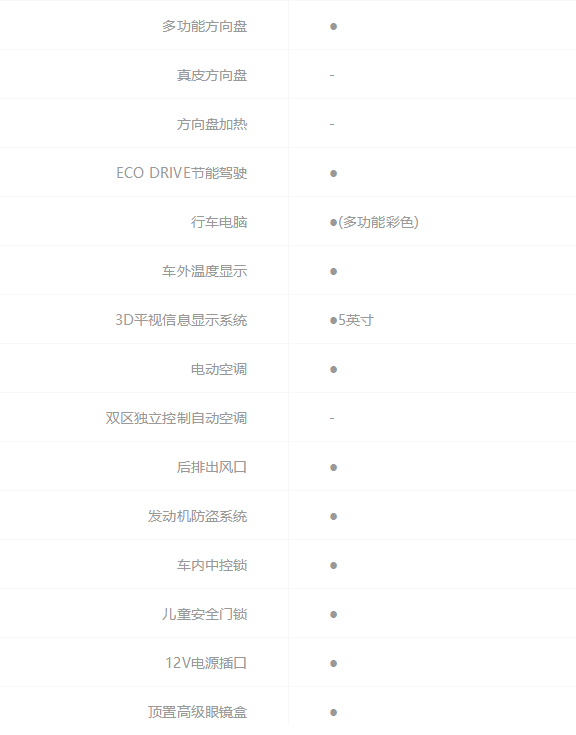 多功能方向盘 ●
真皮方向盘 -
方向盘加热 -
ECO DRIVE节能驾驶 ●
行车电脑 ●(多功能彩色)
车外温度显示 ●
3D平视信息显示系统 ●5英寸
电动空调 ●
双区独立控制自动空调 -
后排出风口 ●
发动机防盗系统 ●
车内中控锁 ●
儿童安全门锁 ●
12V电源插口 ●
顶置高级眼镜盒 ●